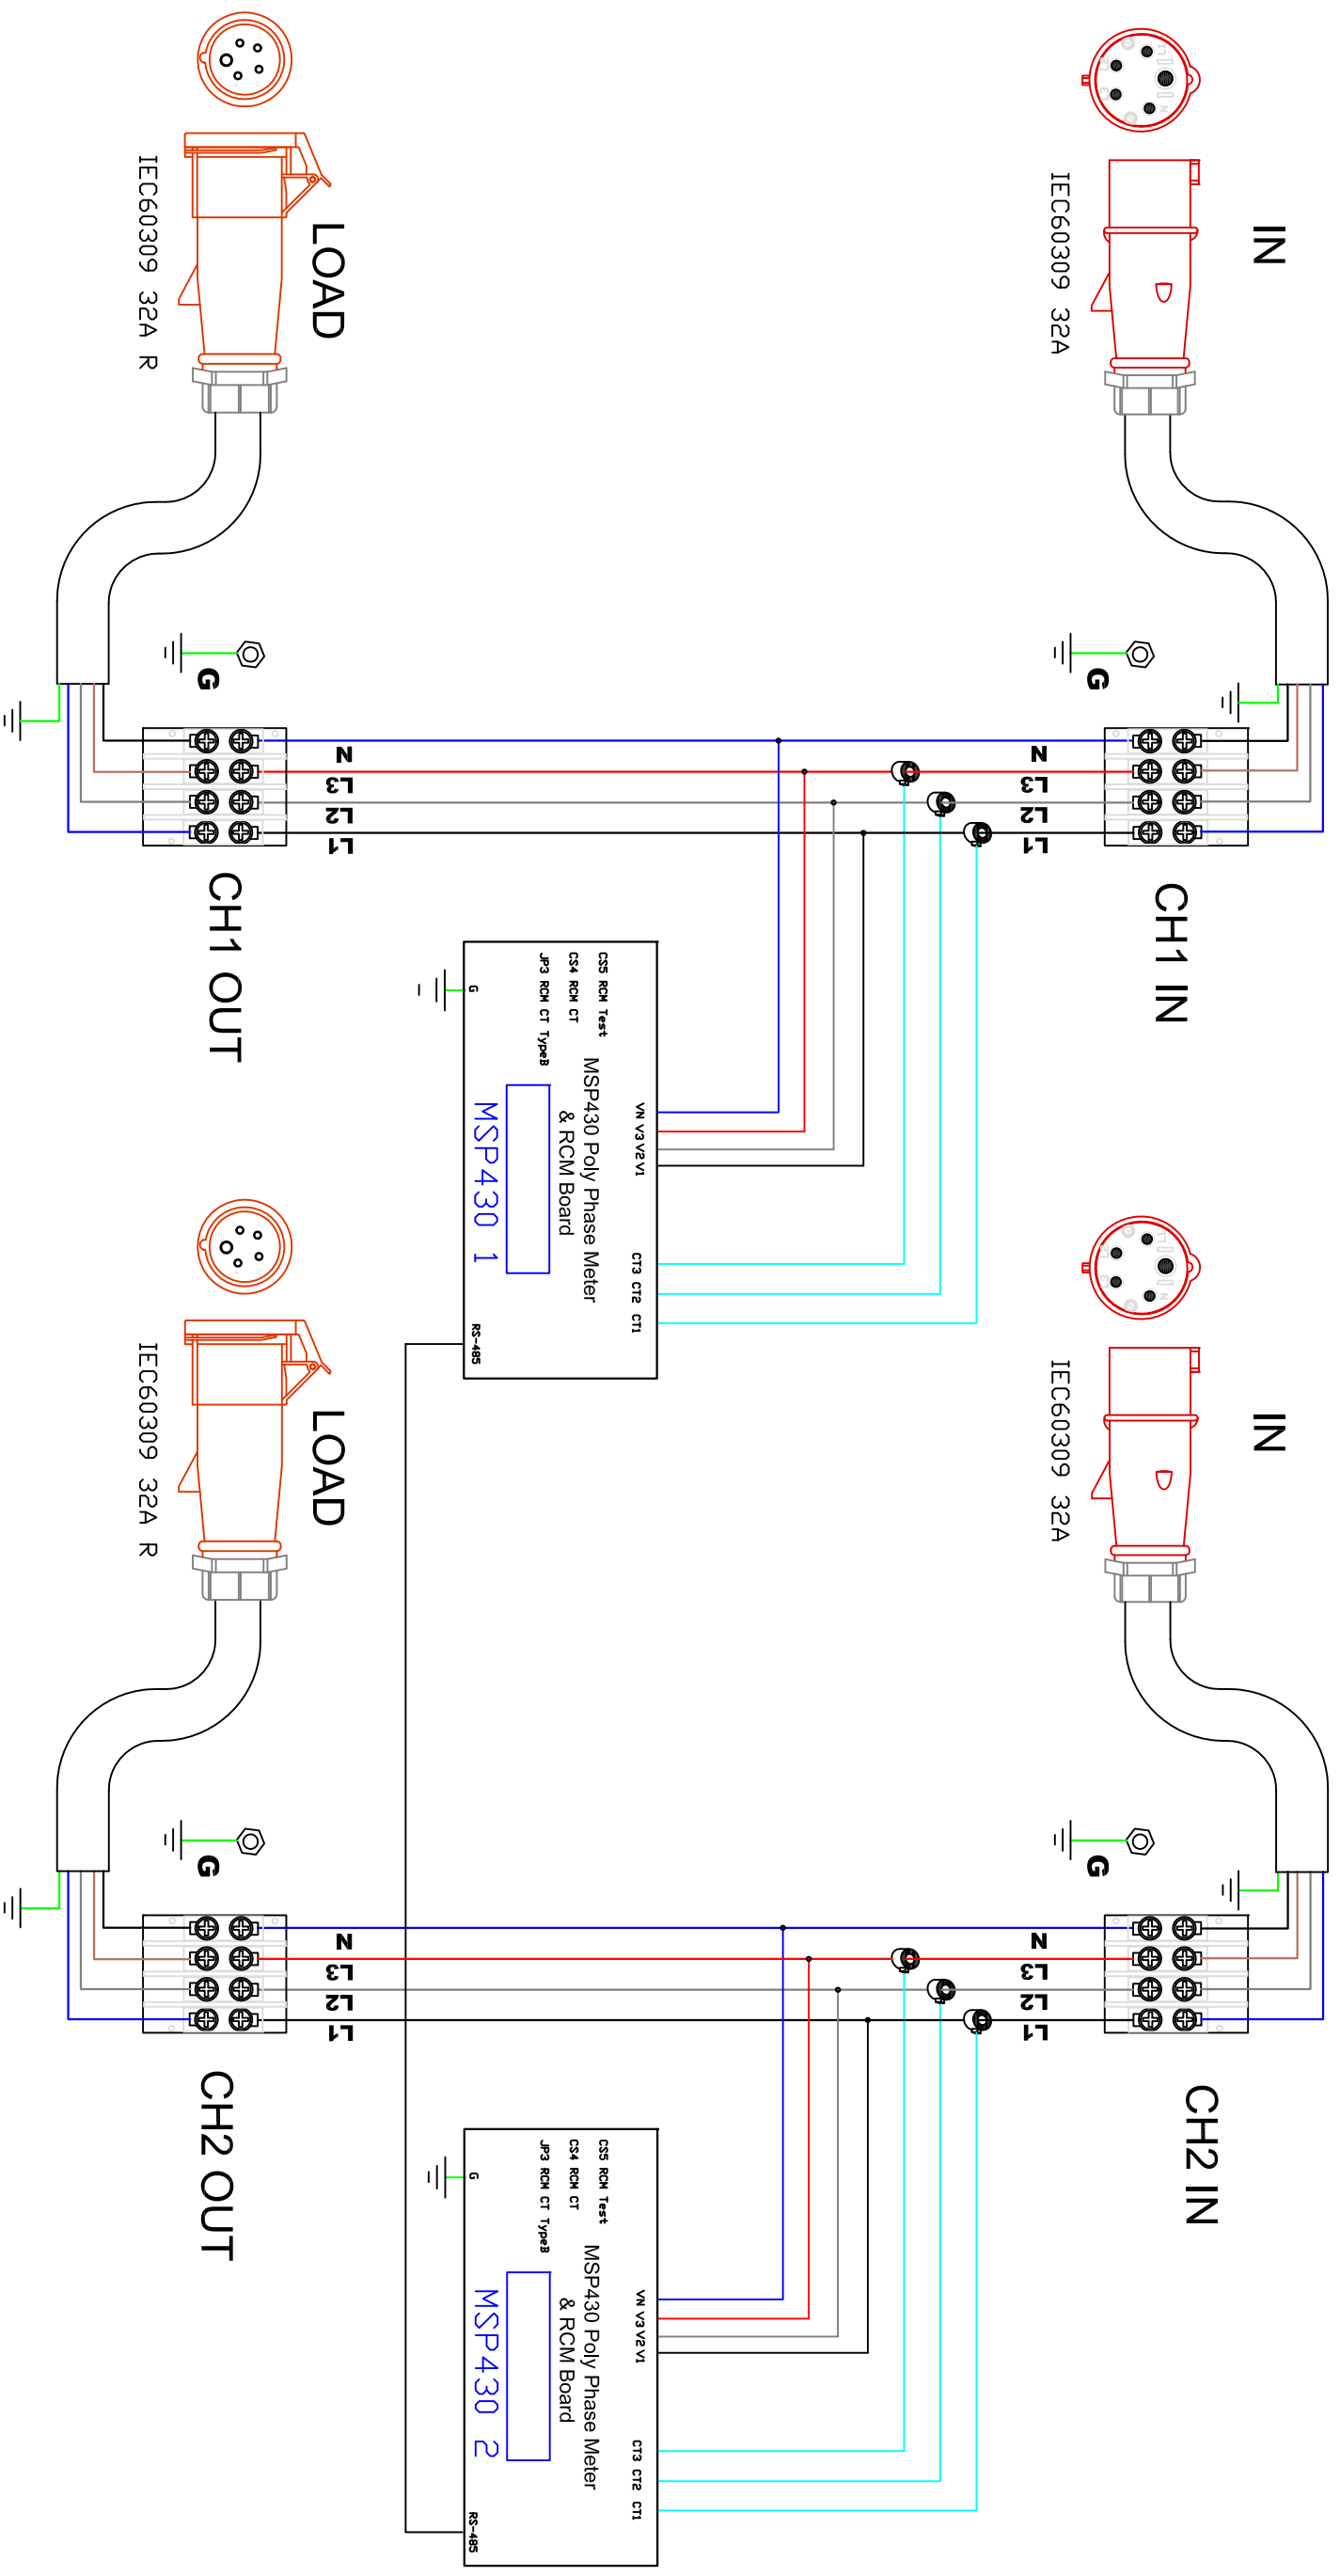 IN
IEC60309 32A
L1
L2
L3
N
G
N
L3
L2
L1
CH1 IN
LOAD
IEC60309 32A R
G
N
L3
L2
L1
CH1 OUT
CS5 RCM Test
CS4 RCM CT
JP3 RCM CT TypeB
G
VN V3 V2 V1
CT3 CT2 CT1
MSP430 Poly Phase Meter
& RCM Board
MSP430 1
RS-485
IN
IEC60309 32A
L1
N
G
N
L3
L2
L1
CH2 IN
LOAD
IEC60309 32A R
G
N
L3
L2
L1
CH2 OUT
CS5 RCM Test
CS4 RCM CT
JP3 RCM CT TypeB
G
VN V3 V2 V1
CT3 CT2 CT1
MSP430 Poly Phase Meter
& RCM Board
MSP430 2
RS-485